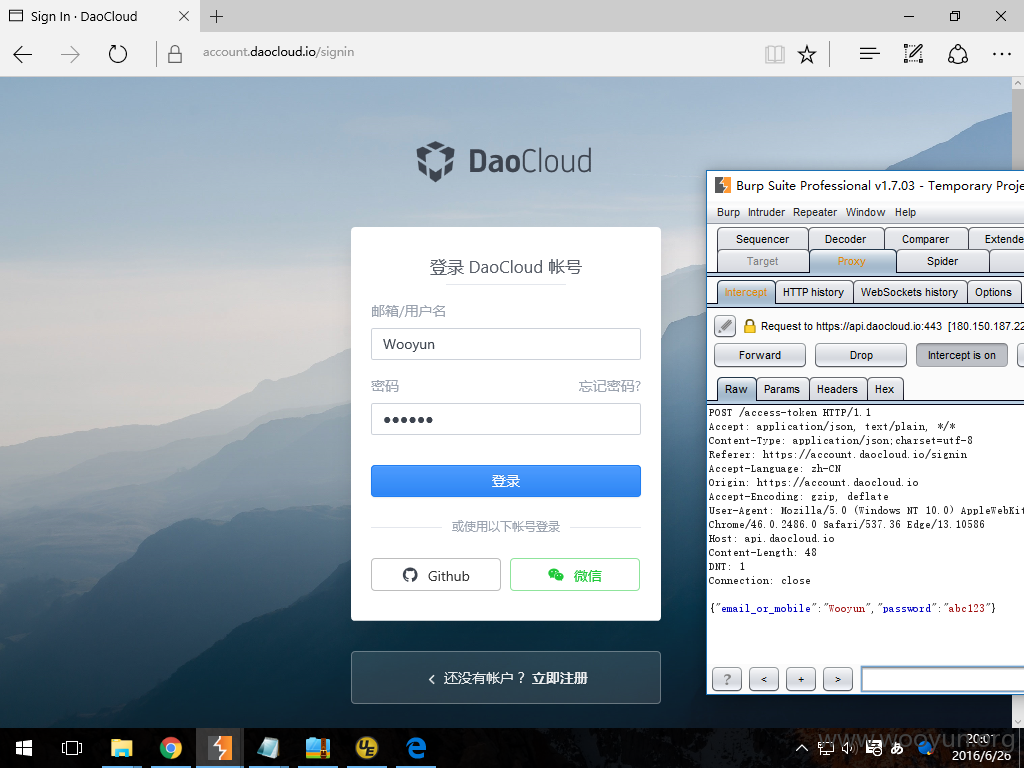 Sign In · DaoCloud
account.daocloud.io/signin
DaoCloud
登录 DaoCloud 帐号
邮箱/用户名
Wooyun
密码 忘记密码?
登录
或使用以下帐号登录
Github 微信
还没有帐户？ 立即注册
Burp Suite Professional v1.7.03 - Temporary Proje
Burp Intruder Repeater Window Help
Sequencer Decoder Comparer Extende
Target Proxy Spider
Intercept HTTP history WebSockets history Options
Request to https://api.daocloud.io:443 [180.150.187.22
Forward Drop Intercept is on
Raw Params Headers Hex
POST /access-token HTTP/1.1
Accept: application/json, text/plain, */*
Content-Type: application/json;charset=utf-8
Referer: https://account.daocloud.io/signin
Accept-Language: zh-CN
Origin: https://account.daocloud.io
Accept-Encoding: gzip, deflate
User-Agent: Mozilla/5.0 (Windows NT 10.0) AppleWebKit
Chrome/46.0.2486.0 Safari/537.36 Edge/13.10586
Host: api.daocloud.io
Content-Length: 48
DNT: 1
Connection: close
{"email_or_mobile":"Wooyun","password":"abc123"}
? < + >
www.wooyun.org
20:01
2016/6/26